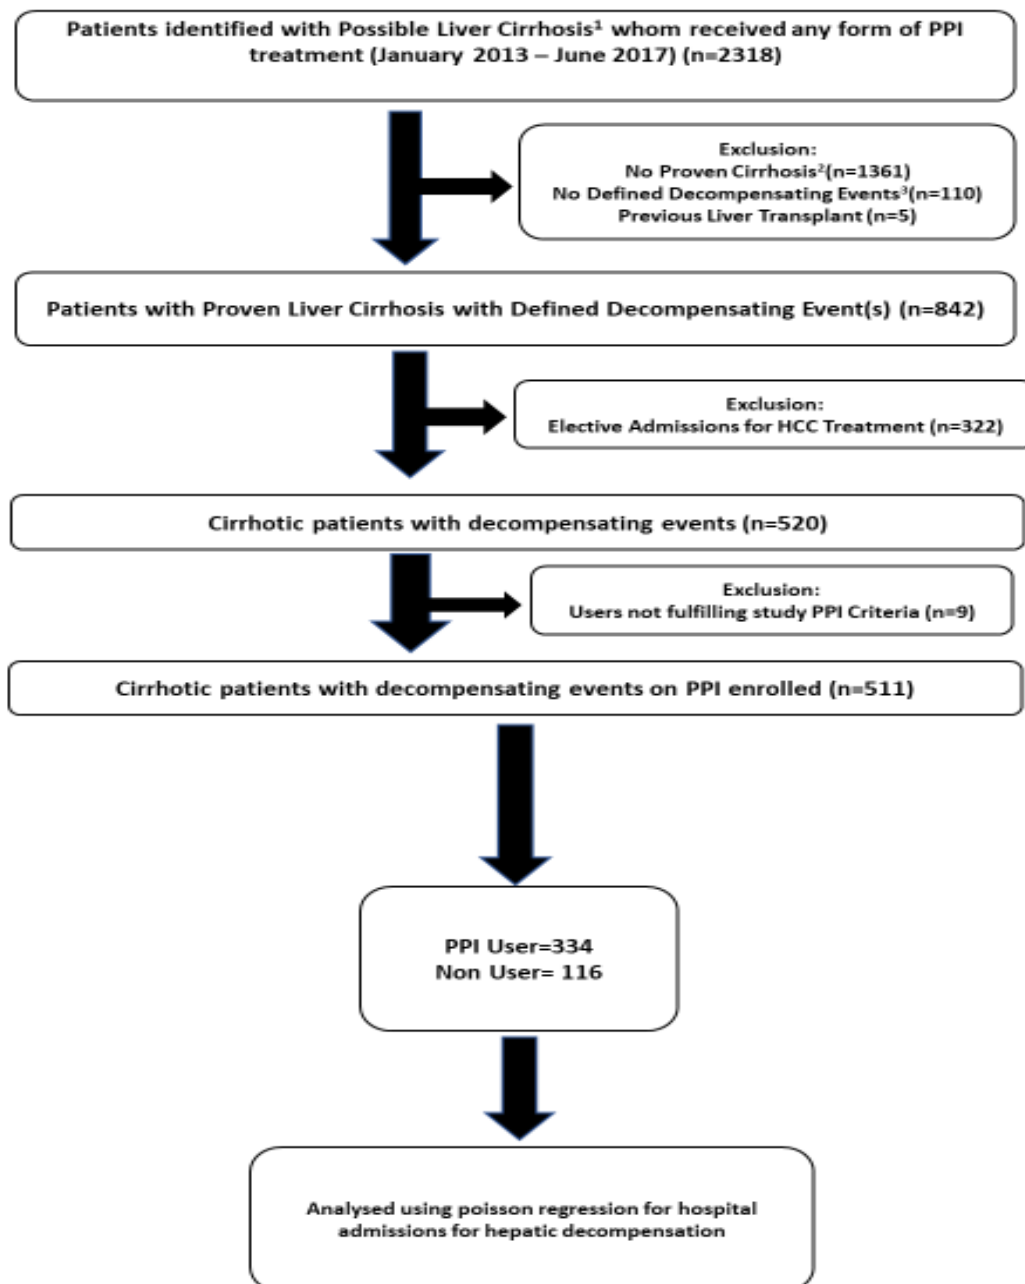 Patients identified with Possible Liver Cirrhosis¹ whom received any form of PPI
treatment (January 2013 – June 2017) (n=2318)
Exclusion:
No Proven Cirrhosis²(n=1361)
No Defined Decompensating Events³(n=110)
Previous Liver Transplant (n=5)
Patients with Proven Liver Cirrhosis with Defined Decompensating Event(s) (n=842)
Exclusion:
Elective Admissions for HCC Treatment (n=322)
Cirrhotic patients with decompensating events (n=520)
Exclusion:
Users not fulfilling study PPI Criteria (n=9)
Cirrhotic patients with decompensating events on PPI enrolled (n=511)
PPI User=334
Non User= 116
Analysed using poisson regression for hospital
admissions for hepatic decompensation